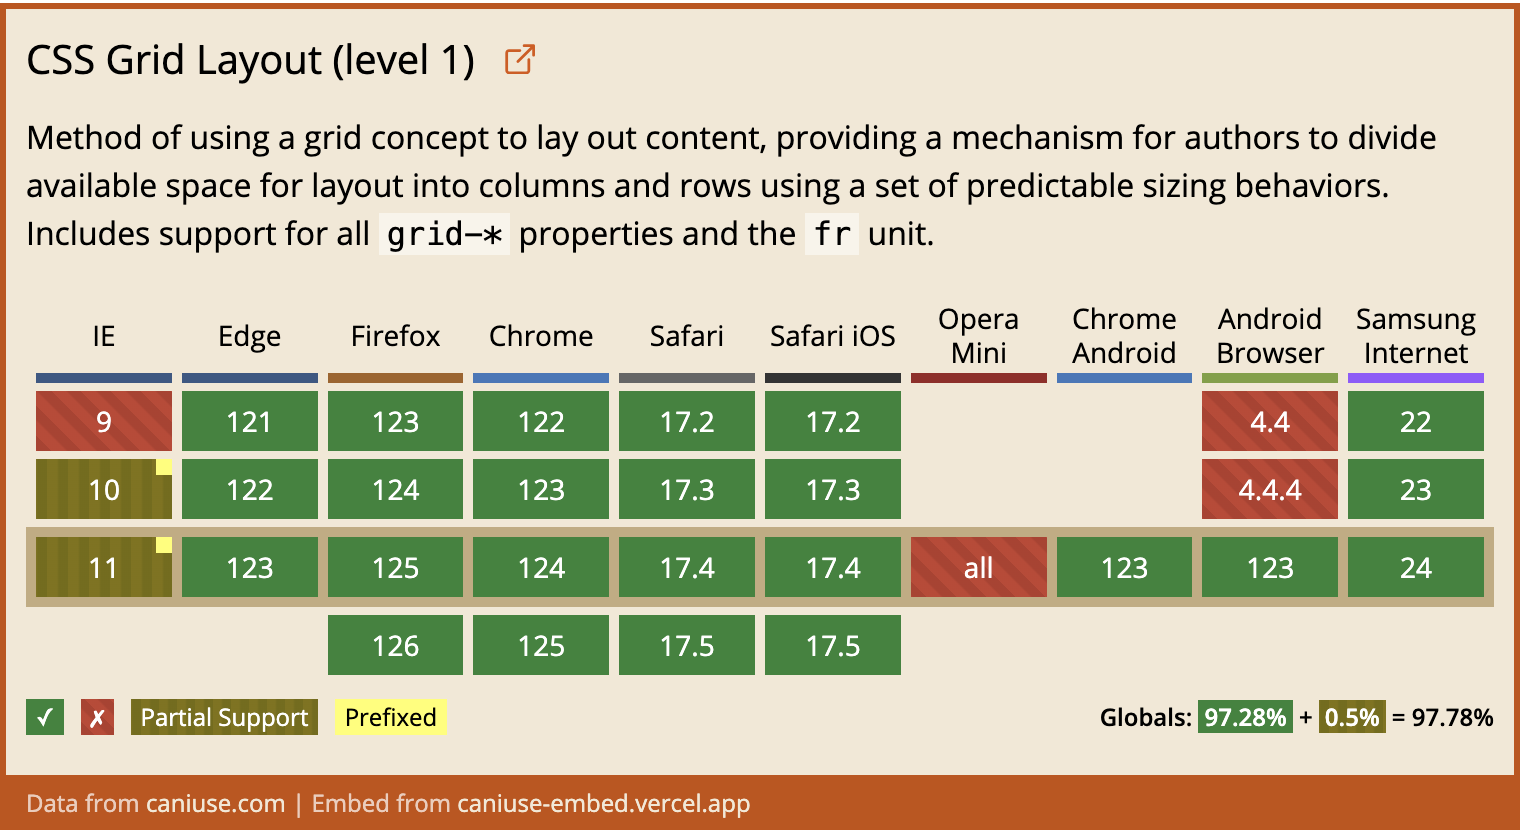 CSS Grid Layout (level 1)
Method of using a grid concept to lay out content, providing a mechanism for authors to divide
available space for layout into columns and rows using a set of predictable sizing behaviors.
Includes support for all grid-* properties and the fr unit.
IE Edge Firefox Chrome Safari Safari iOS Opera Mini Chrome Android Android Browser Samsung Internet
9 121 123 122 17.2 17.2 4.4 22
10 122 124 123 17.3 17.3 4.4.4 23
11 123 125 124 17.4 17.4 all 123 123 24
126 125 17.5 17.5
✓ ✗ Partial Support Prefixed Globals: 97.28% + 0.5% = 97.78%
Data from caniuse.com | Embed from caniuse-embed.vercel.app